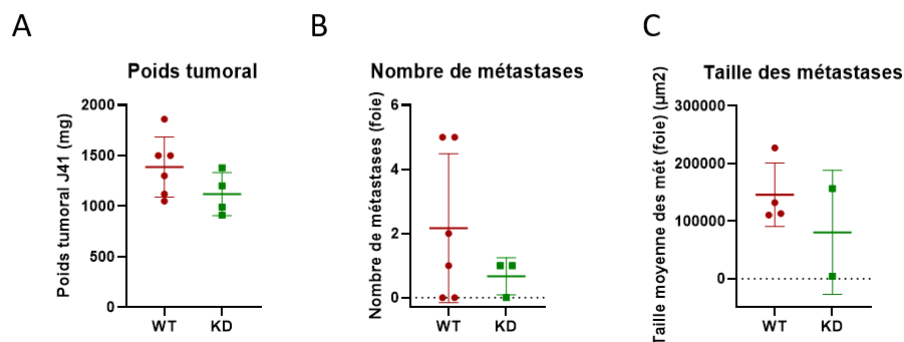 A
B
C
Poids tumoral
Nombre de métastases
Taille des métastases
Poids tumoral J41 (mg)
2000
1500
1000
500
0
WT
KD
Nombre de métastases (foie)
6
4
2
0
WT
KD
Taille moyenne des mét (foie) (µm2)
300000
200000
100000
0
WT
KD